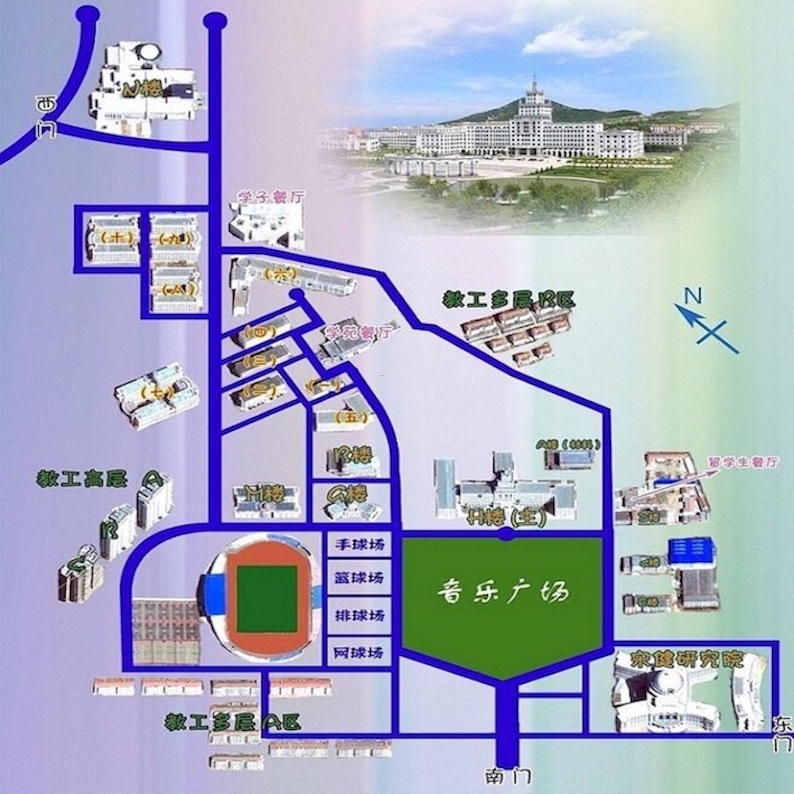 N楼
西门
学子餐厅
(十)
(九)
(八)
(六)
教工多层B区
N
(四)
学苑餐厅
(三)
(二)
(一)
(七)
(五)
A楼(材料)
B楼
留学生餐厅
教工高层 A
M楼
C楼
H楼(主)
B
手球场
C
篮球场
音乐广场
排球场
网球场
宋健研究院
教工多层A区
东门
南门